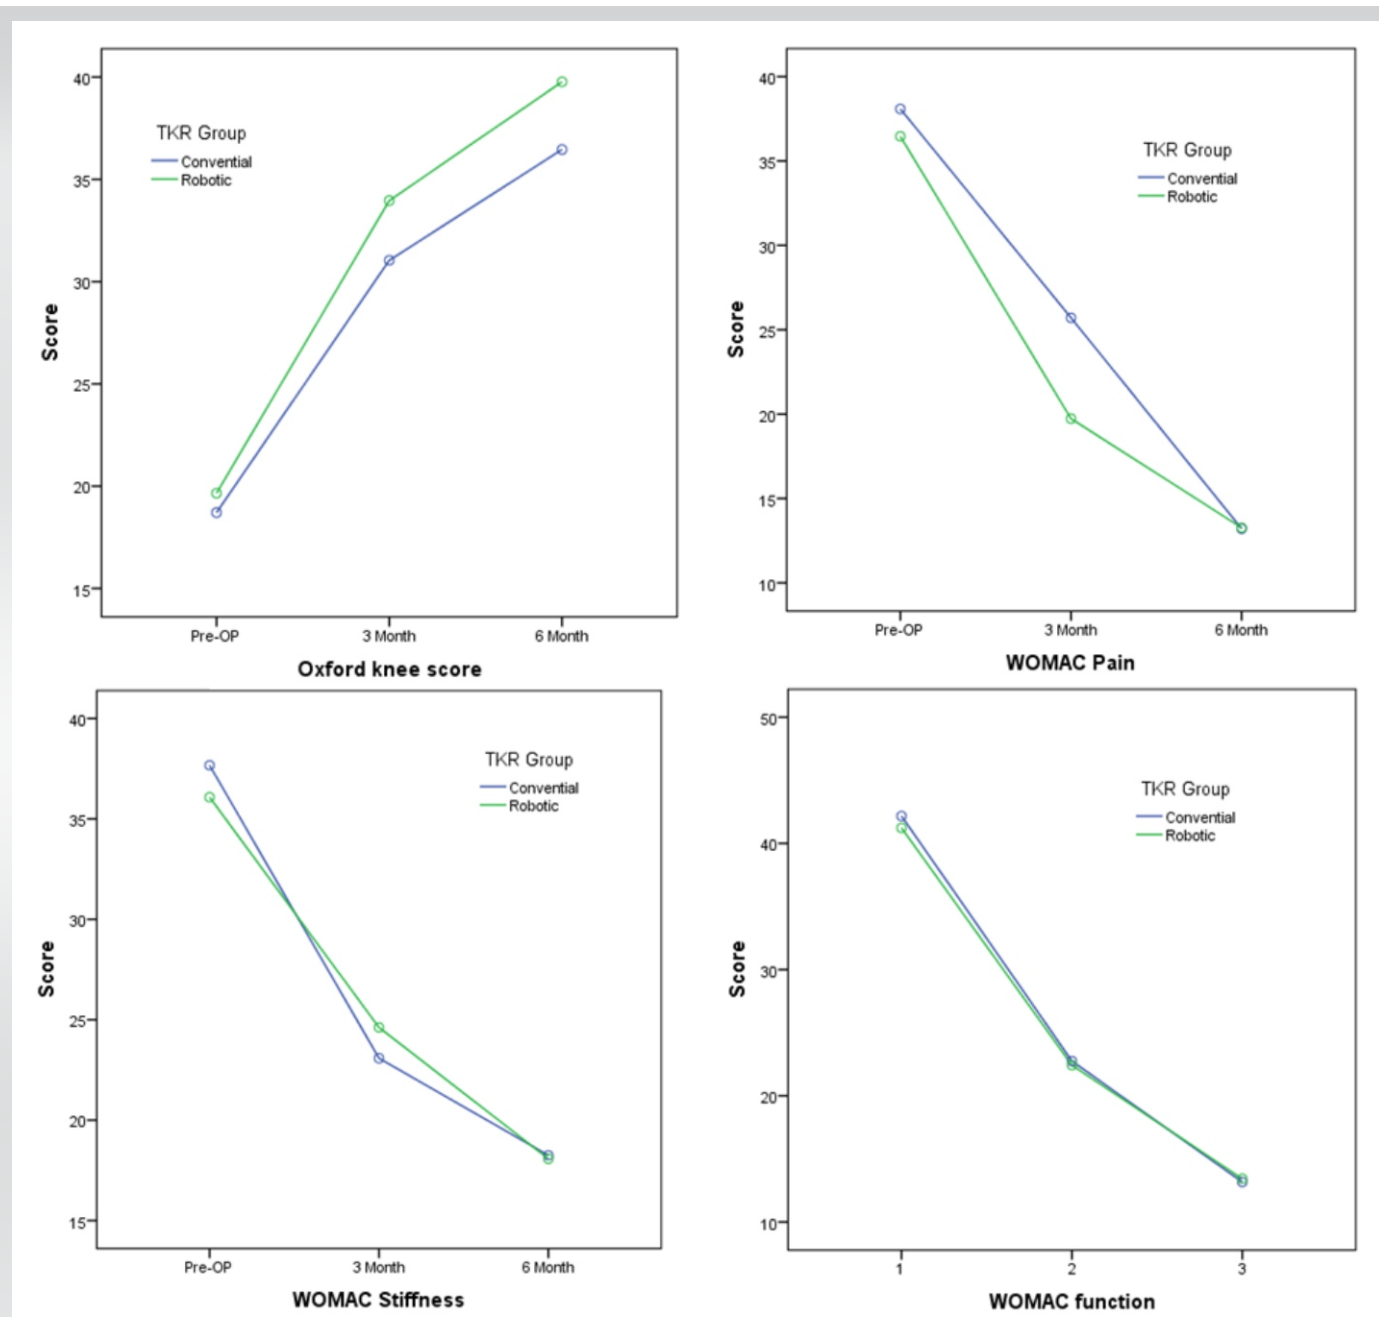 40
35
30
25
20
15
Score
TKR Group
Convential
Robotic
Pre-OP 3 Month 6 Month
Oxford knee score
40
35
30
25
20
15
10
Score
TKR Group
Convential
Robotic
Pre-OP 3 Month 6 Month
WOMAC Pain
40
35
30
25
20
15
Score
TKR Group
Convential
Robotic
Pre-OP 3 Month 6 Month
WOMAC Stiffness
50
40
30
20
10
Score
TKR Group
Convential
Robotic
1 2 3
WOMAC function